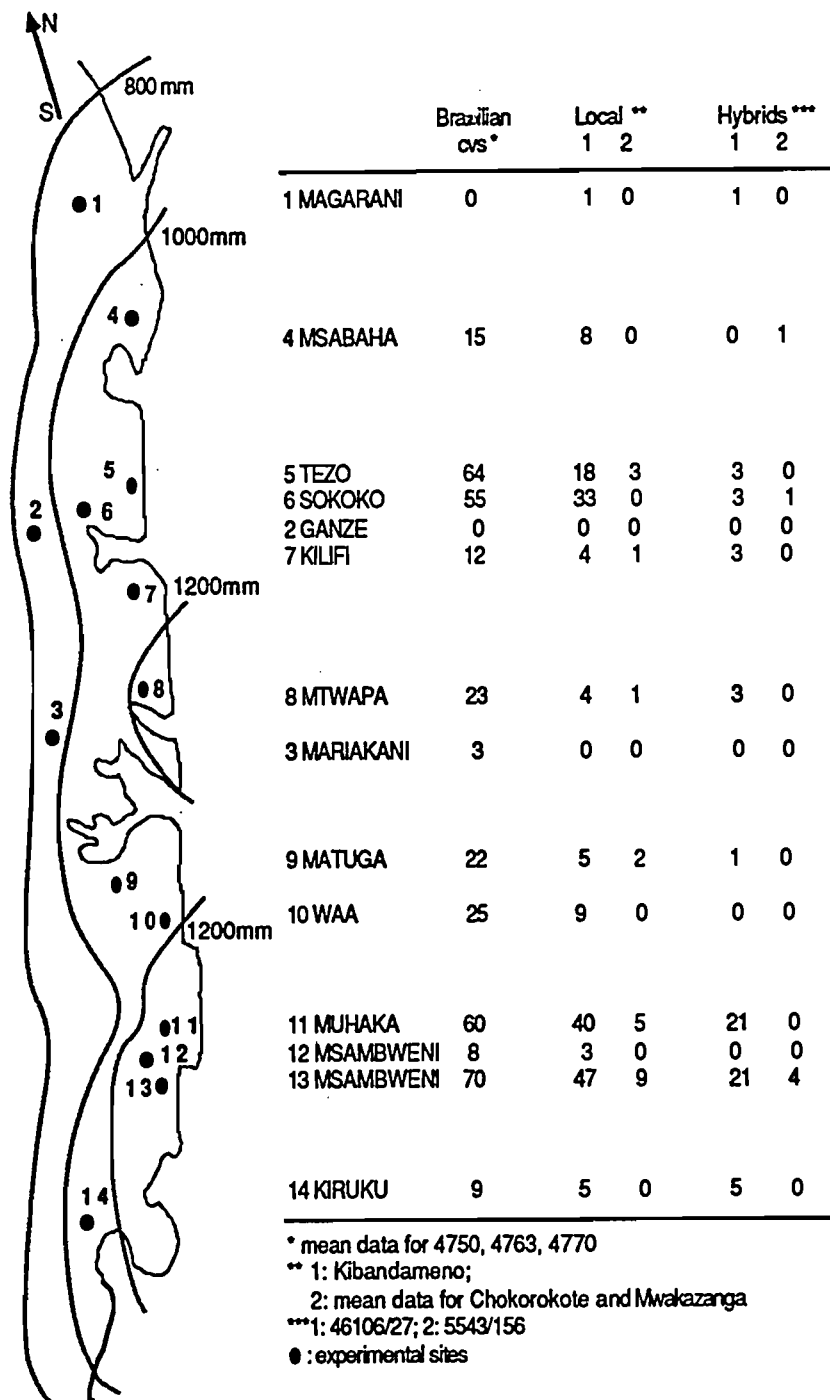 N
S
800 mm
1
1000mm
4
5
6
2
7
1200mm
8
3
9
10
1200mm
11
12
13
14
Brazilian Local ** Hybrids ***
cvs * 1 2 1 2
1 MAGARANI 0 1 0 1 0
4 MSABAHA 15 8 0 0 1
5 TEZO 64 18 3 3 0
6 SOKOKO 55 33 0 3 1
2 GANZE 0 0 0 0 0
7 KILIFI 12 4 1 3 0
8 MTWAPA 23 4 1 3 0
3 MARIAKANI 3 0 0 0 0
9 MATUGA 22 5 2 1 0
10 WAA 25 9 0 0 0
11 MUHAKA 60 40 5 21 0
12 MSAMBWENI 8 3 0 0 0
13 MSAMBWENI 70 47 9 21 4
14 KIRUKU 9 5 0 5 0
* mean data for 4750, 4763, 4770
** 1: Kibandameno;
2: mean data for Chokorokote and Mwakazanga
***1: 46106/27; 2: 5543/156
● : experimental sites